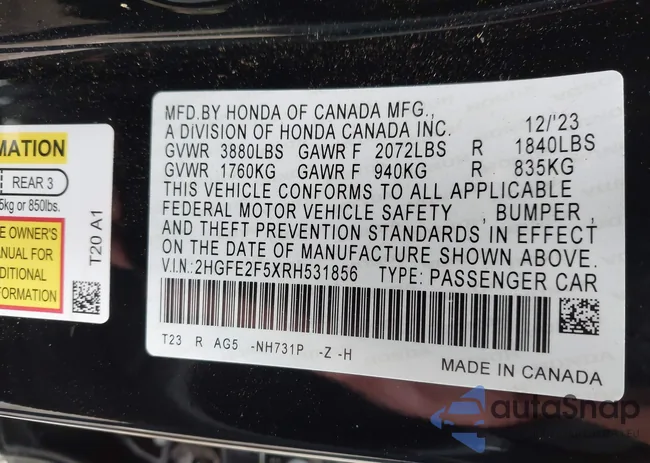 MATION
REAR 3
5kg or 850lbs.
E OWNER'S
ANUAL FOR
DITIONAL
FORMATION
T20 A1
MFD.BY HONDA OF CANADA MFG.,
A DIVISION OF HONDA CANADA INC. 12/'23
GVWR 3880LBS GAWR F 2072LBS R 1840LBS
GVWR 1760KG GAWR F 940KG R 835KG
THIS VEHICLE CONFORMS TO ALL APPLICABLE
FEDERAL MOTOR VEHICLE SAFETY , BUMPER ,
AND THEFT PREVENTION STANDARDS IN EFFECT
ON THE DATE OF MANUFACTURE SHOWN ABOVE.
V.I.N:2HGFE2F5XRH531856 TYPE: PASSENGER CAR
T23 R AG5 -NH731P -Z -H
MADE IN CANADA
autoSnap